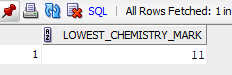 SQL | All Rows Fetched: 1 in
LOWEST_CHEMISTRY_MARK
1 11